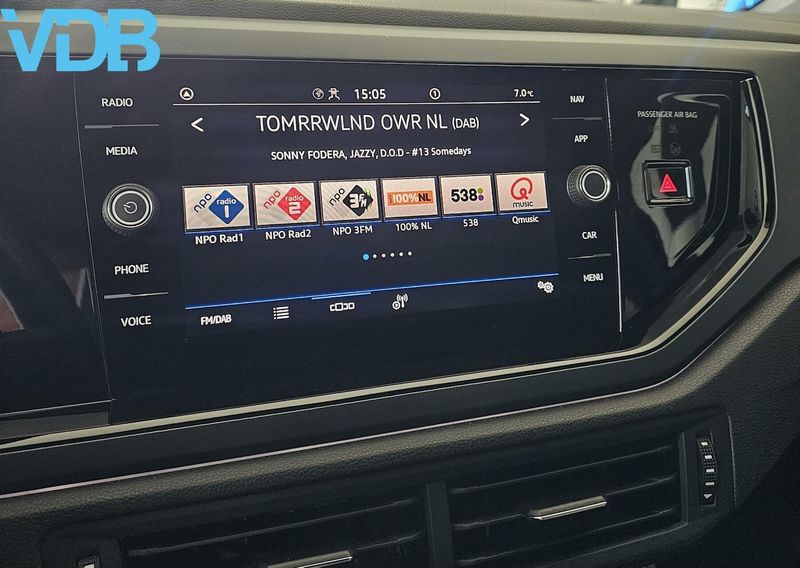 VDB
RADIO
MEDIA
PHONE
VOICE
15:05
1
7.0°C
TOMRRWLND OWR NL (DAB)
SONNY FODERA, JAZZY, D.O.D - #13 Somedays
npo radio 1
npo radio 2
npo 3FM
100%NL
538
Q music
NPO Rad1
NPO Rad2
NPO 3FM
100% NL
538
Qmusic
FM/DAB
NAV
APP
CAR
MENU
PASSENGER AIR BAG